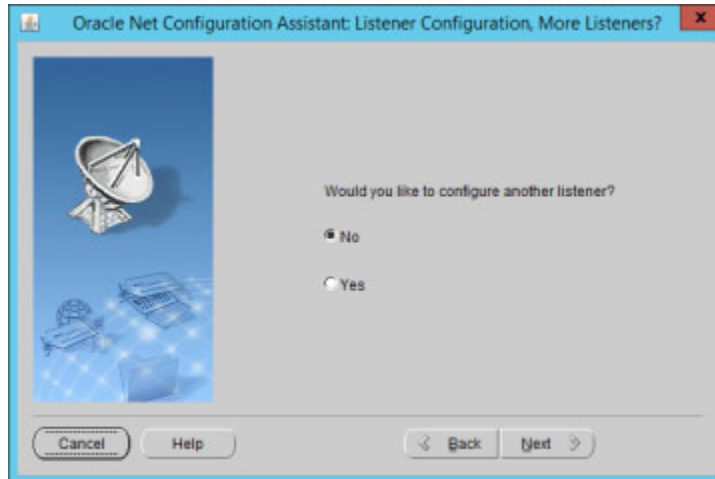 Oracle Net Configuration Assistant: Listener Configuration, More Listeners?
x
Would you like to configure another listener?
No
Yes
Cancel
Help
Back
Next